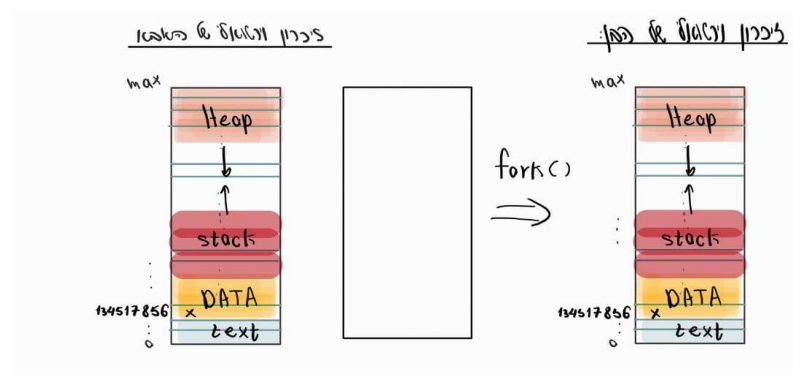 זיכרון וירטואלי של האבא
זיכרון וירטואלי של הבן:
max
Heap
stack
DATA
134517856 x
text
0
fork()
max
Heap
stack
DATA
134517856 x
text
0